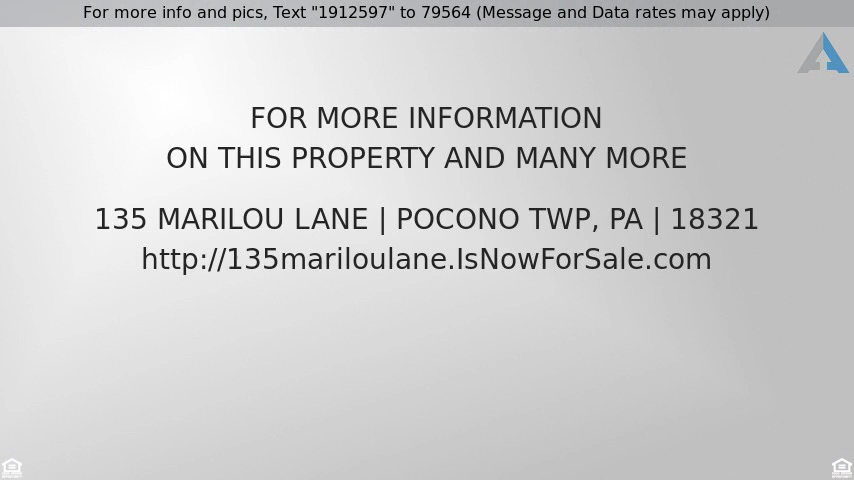 For more info and pics, Text "1912597" to 79564 (Message and Data rates may apply)
FOR MORE INFORMATION
ON THIS PROPERTY AND MANY MORE
135 MARILOU LANE | POCONO TWP, PA | 18321
http://135mariloulane.IsNowForSale.com